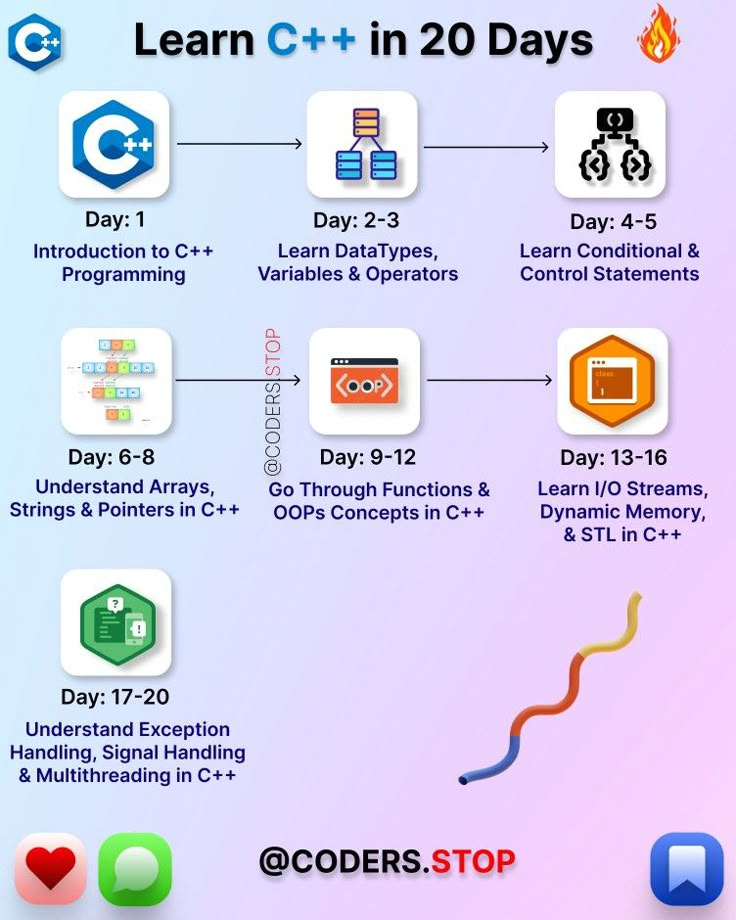 C++
Learn C++ in 20 Days
C++
Day: 1
Introduction to C++
Programming
Day: 2-3
Learn DataTypes,
Variables & Operators
Day: 4-5
Learn Conditional &
Control Statements
Day: 6-8
Understand Arrays,
Strings & Pointers in C++
@CODERS.STOP
<OOP>
Day: 9-12
Go Through Functions &
OOPs Concepts in C++
class
{
}
Day: 13-16
Learn I/O Streams,
Dynamic Memory,
& STL in C++
?
!
Day: 17-20
Understand Exception
Handling, Signal Handling
& Multithreading in C++
@CODERS.STOP